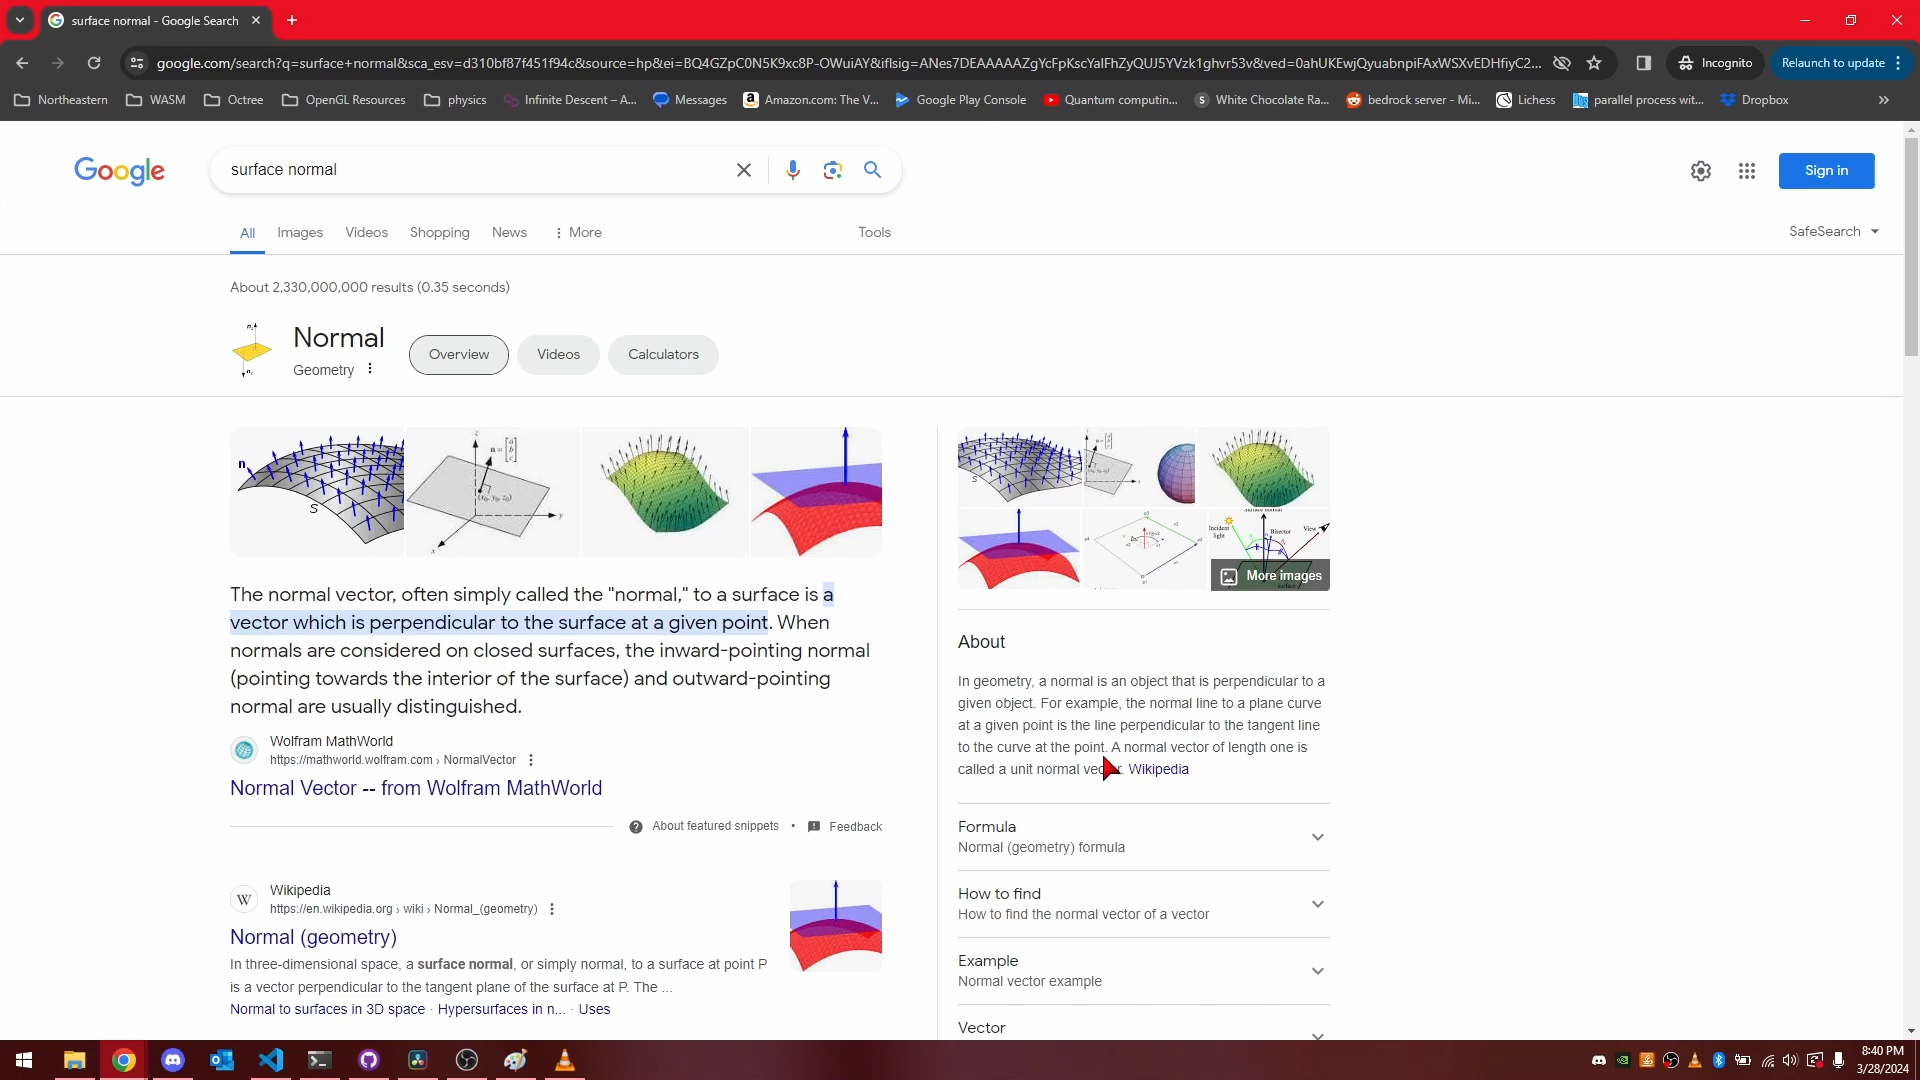 surface normal - Google Search
google.com/search?q=surface+normal&sca_esv=d310bf87f451f94c&source=hp&ei=BQ4GZpC0N5K9xc8P-OWuiAY&iflsig=ANes7DEAAAAAZgYcFpKscYaIFhZyQUJ5YVzk1ghvr53v&ved=0ahUKEwjQyuabnpiFAxWSXvEDHfiyC2...
Incognito
Relaunch to update
Northeastern
WASM
Octree
OpenGL Resources
physics
Infinite Descent – A...
Messages
Amazon.com: The V...
Google Play Console
Quantum computin...
White Chocolate Ra...
bedrock server - Mi...
Lichess
parallel process wit...
Dropbox
Google
surface normal
Sign in
All
Images
Videos
Shopping
News
More
Tools
SafeSearch
About 2,330,000,000 results (0.35 seconds)
Normal
Geometry
Overview
Videos
Calculators
The normal vector, often simply called the "normal," to a surface is a
vector which is perpendicular to the surface at a given point. When
normals are considered on closed surfaces, the inward-pointing normal
(pointing towards the interior of the surface) and outward-pointing
normal are usually distinguished.
Wolfram MathWorld
https://mathworld.wolfram.com › NormalVector
Normal Vector -- from Wolfram MathWorld
About featured snippets • Feedback
Wikipedia
https://en.wikipedia.org › wiki › Normal_(geometry)
Normal (geometry)
In three-dimensional space, a surface normal, or simply normal, to a surface at point P
is a vector perpendicular to the tangent plane of the surface at P. The ...
Normal to surfaces in 3D space · Hypersurfaces in n... · Uses
Incident
light
Bisector
View
More images
About
In geometry, a normal is an object that is perpendicular to a
given object. For example, the normal line to a plane curve
at a given point is the line perpendicular to the tangent line
to the curve at the point. A normal vector of length one is
called a unit normal Wikipedia
Formula
Normal (geometry) formula
How to find
How to find the normal vector of a vector
Example
Normal vector example
Vector
8:40 PM
3/28/2024